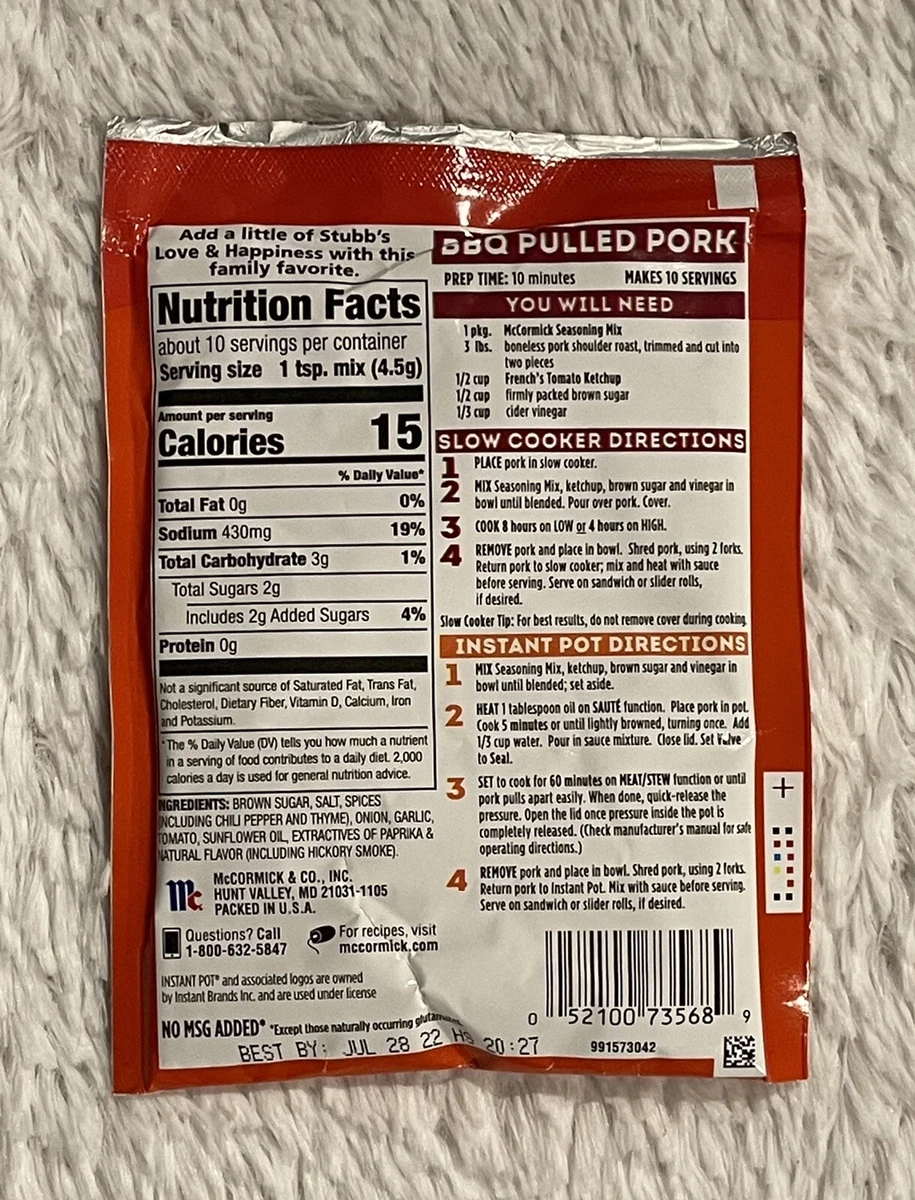 Add a little of Stubb's
Love & Happiness with this
family favorite.
Nutrition Facts
about 10 servings per container
Serving size 1 tsp. mix (4.5g)
Amount per serving
Calories 15
% Daily Value*
Total Fat 0g 0%
Sodium 430mg 19%
Total Carbohydrate 3g 1%
Total Sugars 2g
Includes 2g Added Sugars 4%
Protein 0g
Not a significant source of Saturated Fat, Trans Fat,
Cholesterol, Dietary Fiber, Vitamin D, Calcium, Iron
and Potassium.
*The % Daily Value (DV) tells you how much a nutrient
in a serving of food contributes to a daily diet. 2,000
calories a day is used for general nutrition advice.
INGREDIENTS: BROWN SUGAR, SALT, SPICES
(INCLUDING CHILI PEPPER AND THYME), ONION, GARLIC,
TOMATO, SUNFLOWER OIL, EXTRACTIVES OF PAPRIKA &
NATURAL FLAVOR (INCLUDING HICKORY SMOKE).
Mc
McCORMICK & CO., INC.
HUNT VALLEY, MD 21031-1105
PACKED IN U.S.A.
Questions? Call
1-800-632-5847
For recipes, visit
mccormick.com
INSTANT POT® and associated logos are owned
by Instant Brands Inc. and are used under license
NO MSG ADDED* *Except those naturally occurring
BEST BY: JUL 28 22 HS 20:27
BBQ PULLED PORK
PREP TIME: 10 minutes MAKES 10 SERVINGS
YOU WILL NEED
1 pkg. McCormick Seasoning Mix
3 lbs. boneless pork shoulder roast, trimmed and cut into
two pieces
1/2 cup French's Tomato Ketchup
1/2 cup firmly packed brown sugar
1/3 cup cider vinegar
SLOW COOKER DIRECTIONS
1 PLACE pork in slow cooker.
2 MIX Seasoning Mix, ketchup, brown sugar and vinegar in
bowl until blended. Pour over pork. Cover.
3 COOK 8 hours on LOW or 4 hours on HIGH.
4 REMOVE pork and place in bowl. Shred pork, using 2 forks.
Return pork to slow cooker; mix and heat with sauce
before serving. Serve on sandwich or slider rolls,
if desired.
Slow Cooker Tip: For best results, do not remove cover during cooking
INSTANT POT DIRECTIONS
1 MIX Seasoning Mix, ketchup, brown sugar and vinegar in
bowl until blended; set aside.
2 HEAT 1 tablespoon oil on SAUTÉ function. Place pork in pot.
Cook 5 minutes or until lightly browned, turning once. Add
1/3 cup water. Pour in sauce mixture. Close lid. Set Valve
to Seal.
3 SET to cook for 60 minutes on MEAT/STEW function or until
pork pulls apart easily. When done, quick-release the
pressure. Open the lid once pressure inside the pot is
completely released. (Check manufacturer's manual for safe
operating directions.)
4 REMOVE pork and place in bowl. Shred pork, using 2 forks.
Return pork to Instant Pot. Mix with sauce before serving.
Serve on sandwich or slider rolls, if desired.
0 52100 73568 9
991573042